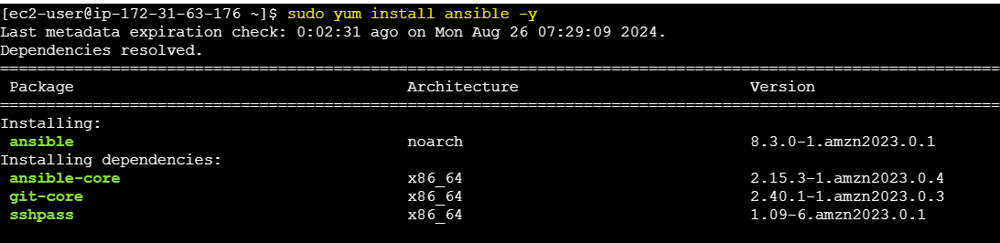 [ec2-user@ip-172-31-63-176 ~]$ sudo yum install ansible -y
Last metadata expiration check: 0:02:31 ago on Mon Aug 26 07:29:09 2024.
Dependencies resolved.
================================================================================
Package Architecture Version
================================================================================
Installing:
ansible noarch 8.3.0-1.amzn2023.0.1
Installing dependencies:
ansible-core x86_64 2.15.3-1.amzn2023.0.4
git-core x86_64 2.40.1-1.amzn2023.0.3
sshpass x86_64 1.09-6.amzn2023.0.1